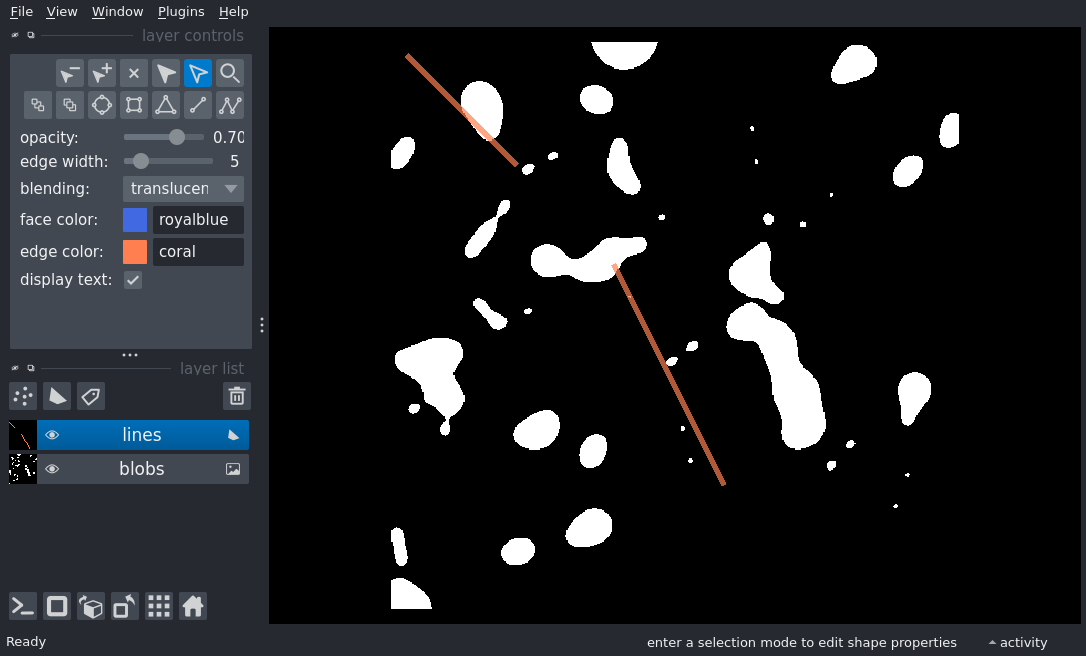 File View Window Plugins Help
layer controls
opacity: 0.70
edge width: 5
blending: translucen
face color: royalblue
edge color: coral
display text:
layer list
lines
blobs
Ready enter a selection mode to edit shape properties activity